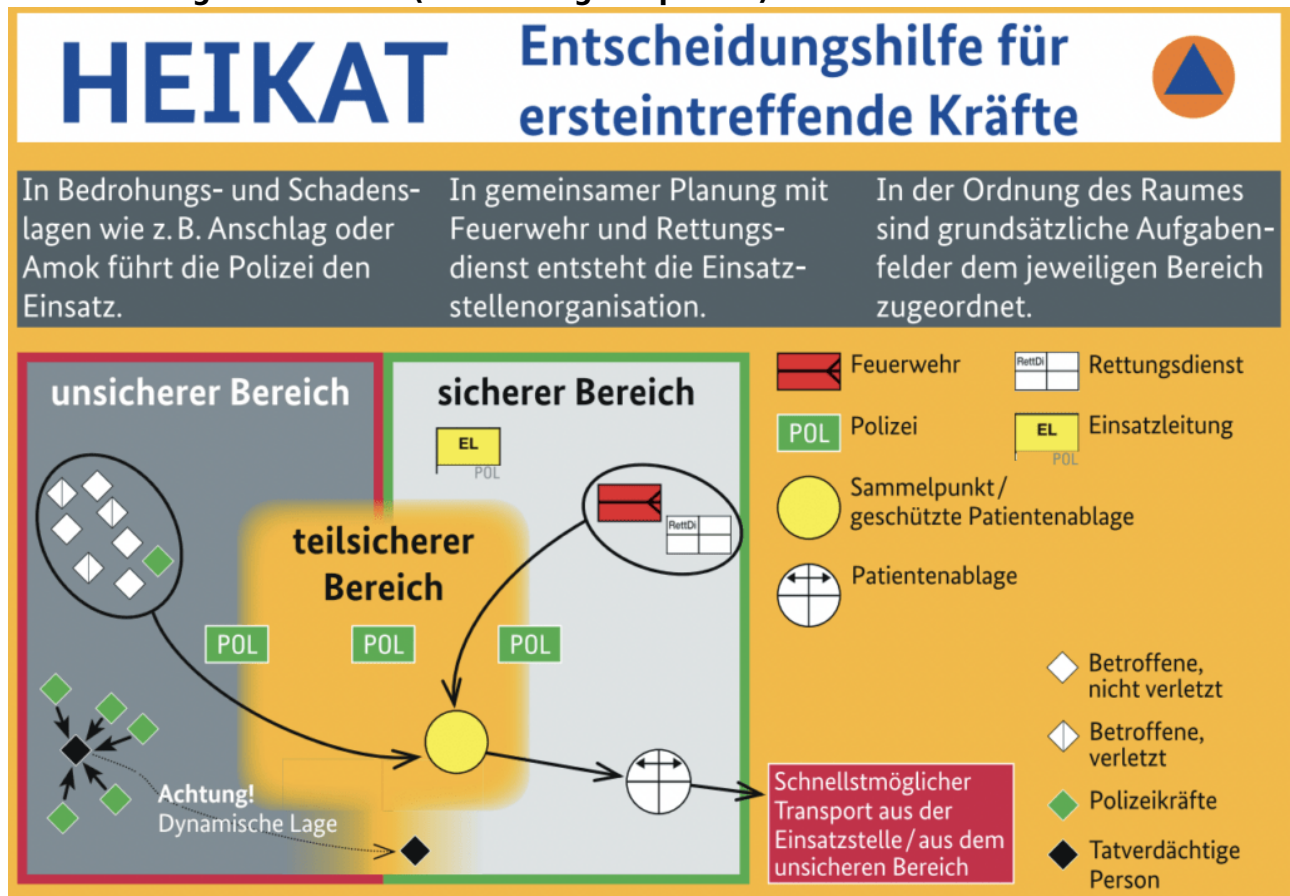 HEIKAT
Entscheidungshilfe für
ersteintreffende Kräfte
In Bedrohungs- und Schadens-
lagen wie z. B. Anschlag oder
Amok führt die Polizei den
Einsatz.
In gemeinsamer Planung mit
Feuerwehr und Rettungs-
dienst entsteht die Einsatz-
stellenorganisation.
In der Ordnung des Raumes
sind grundsätzliche Aufgaben-
felder dem jeweiligen Bereich
zugeordnet.
unsicherer Bereich
sicherer Bereich
EL
POL
RettDi
teilsicherer
Bereich
POL
POL
POL
Achtung!
Dynamische Lage
Feuerwehr
RettDi
Rettungsdienst
POL
Polizei
EL
POL
Einsatzleitung
Sammelpunkt/
geschützte Patientenablage
Patientenablage
Betroffene,
nicht verletzt
Betroffene,
verletzt
Polizeikräfte
Tatverdächtige
Person
Schnellstmöglicher
Transport aus der
Einsatzstelle/aus dem
unsicheren Bereich